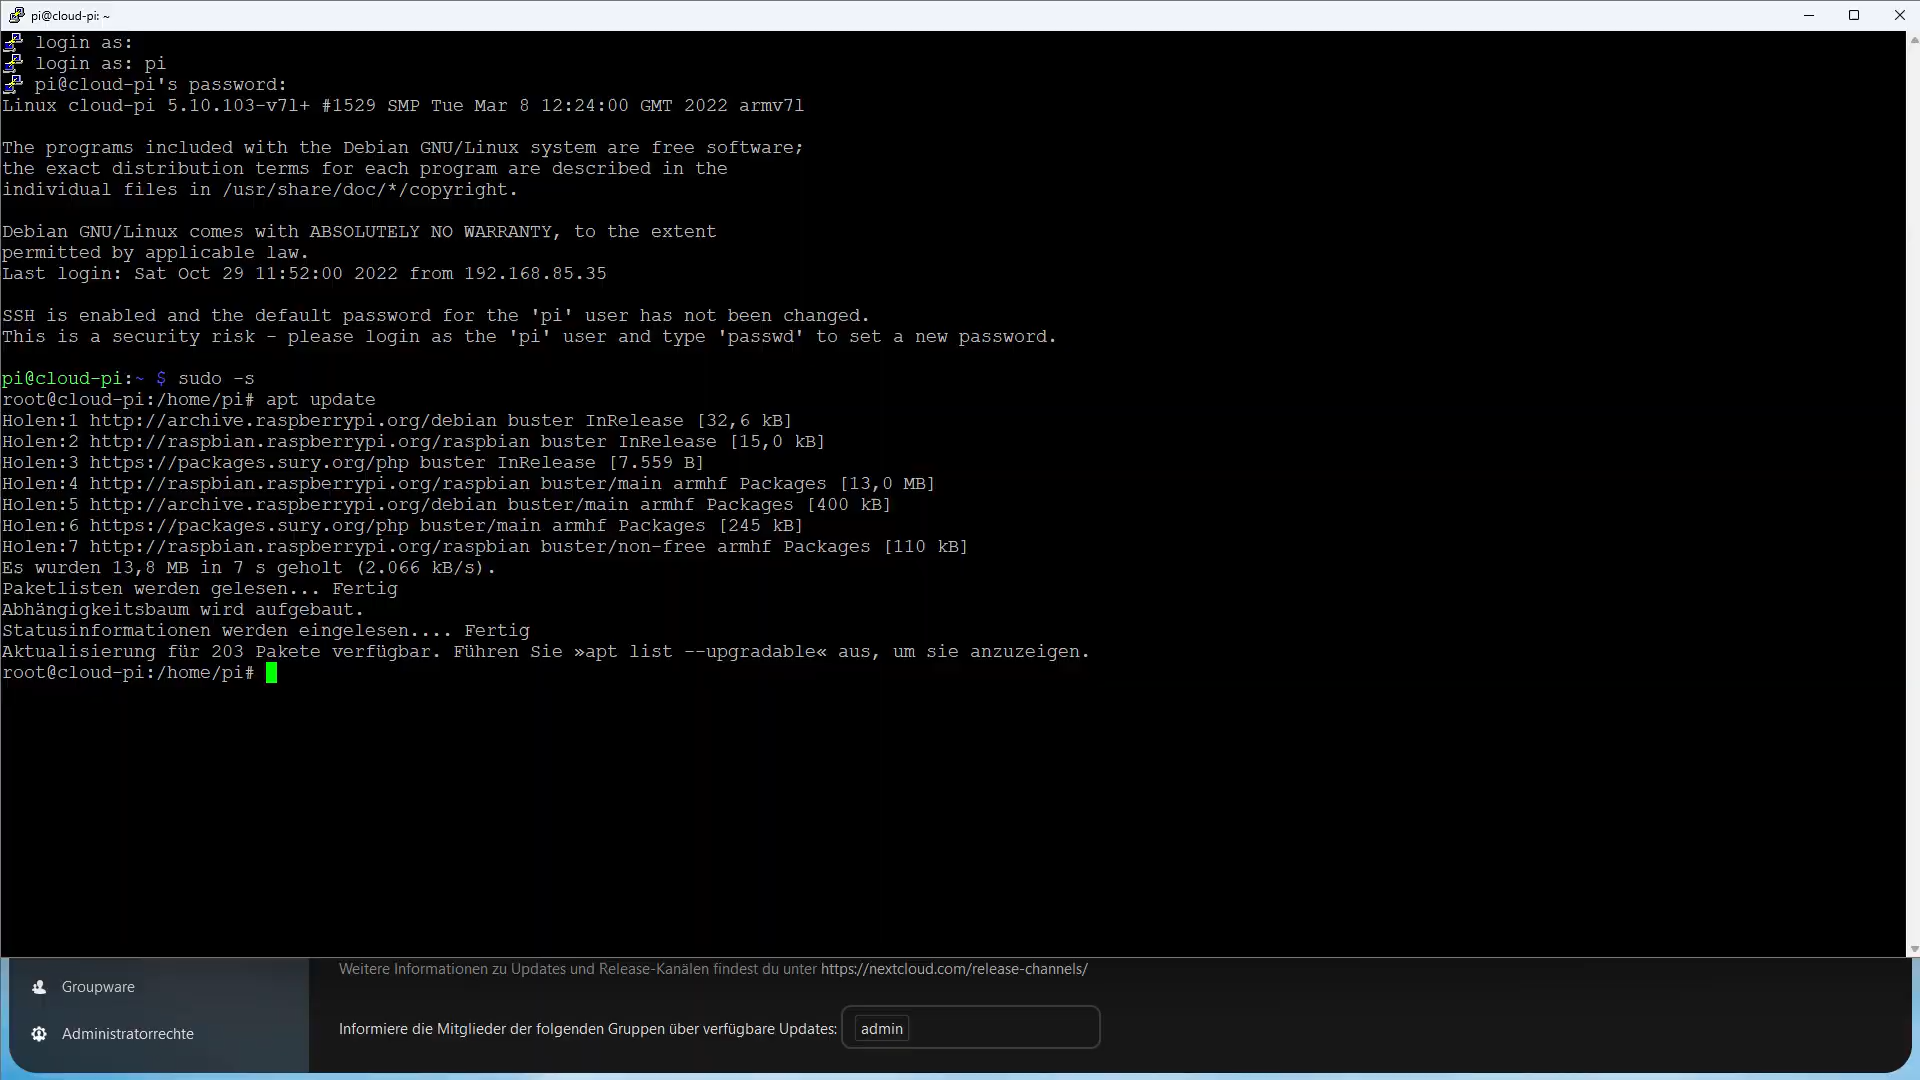 pi@cloud-pi: ~
login as:
login as: pi
pi@cloud-pi's password:
Linux cloud-pi 5.10.103-v7l+ #1529 SMP Tue Mar 8 12:24:00 GMT 2022 armv7l
The programs included with the Debian GNU/Linux system are free software;
the exact distribution terms for each program are described in the
individual files in /usr/share/doc/*/copyright.
Debian GNU/Linux comes with ABSOLUTELY NO WARRANTY, to the extent
permitted by applicable law.
Last login: Sat Oct 29 11:52:00 2022 from 192.168.85.35
SSH is enabled and the default password for the 'pi' user has not been changed.
This is a security risk - please login as the 'pi' user and type 'passwd' to set a new password.
pi@cloud-pi:~ $ sudo -s
root@cloud-pi:/home/pi# apt update
Holen:1 http://archive.raspberrypi.org/debian buster InRelease [32,6 kB]
Holen:2 http://raspbian.raspberrypi.org/raspbian buster InRelease [15,0 kB]
Holen:3 https://packages.sury.org/php buster InRelease [7.559 B]
Holen:4 http://raspbian.raspberrypi.org/raspbian buster/main armhf Packages [13,0 MB]
Holen:5 http://archive.raspberrypi.org/debian buster/main armhf Packages [400 kB]
Holen:6 https://packages.sury.org/php buster/main armhf Packages [245 kB]
Holen:7 http://raspbian.raspberrypi.org/raspbian buster/non-free armhf Packages [110 kB]
Es wurden 13,8 MB in 7 s geholt (2.066 kB/s).
Paketlisten werden gelesen... Fertig
Abhängigkeitsbaum wird aufgebaut.
Statusinformationen werden eingelesen.... Fertig
Aktualisierung für 203 Pakete verfügbar. Führen Sie »apt list --upgradable« aus, um sie anzuzeigen.
root@cloud-pi:/home/pi#
Weitere Informationen zu Updates und Release-Kanälen findest du unter https://nextcloud.com/release-channels/
Groupware
Informiere die Mitglieder der folgenden Gruppen über verfügbare Updates: admin
Administratorrechte